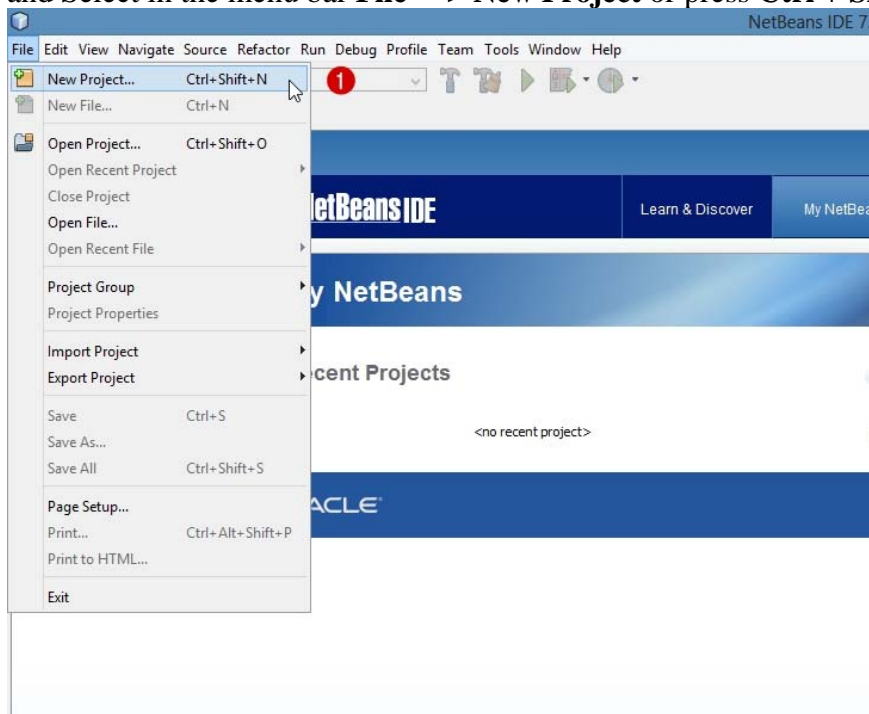 and Select in the menu bar File => New Project or press Ctrl + S
NetBeans IDE 7
File Edit View Navigate Source Refactor Run Debug Profile Team Tools Window Help
New Project... Ctrl+Shift+N
1
New File... Ctrl+N
Open Project... Ctrl+Shift+O
Open Recent Project
Close Project
etBeans IDE
Learn & Discover
My NetBea
Open File...
Open Recent File
Project Group
y NetBeans
Project Properties
Import Project
Export Project
cent Projects
Save Ctrl+S
<no recent project>
Save As...
Save All Ctrl+Shift+S
Page Setup...
ACLE
Print... Ctrl+Alt+Shift+P
Print to HTML...
Exit